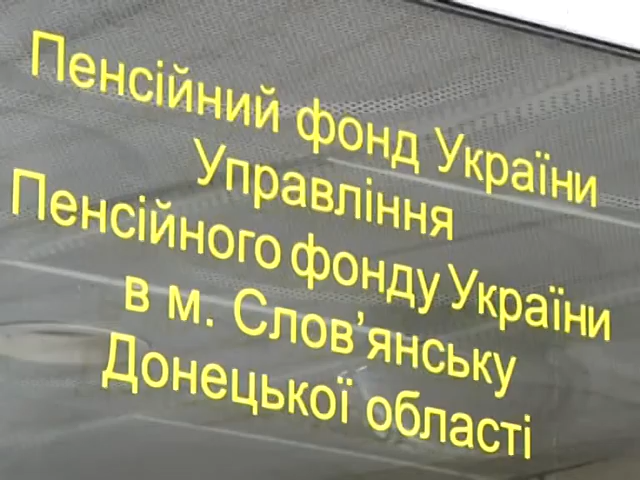 Пенсійний фонд України
Управління
Пенсійного фонду України
в м. Слов’янську
Донецької області